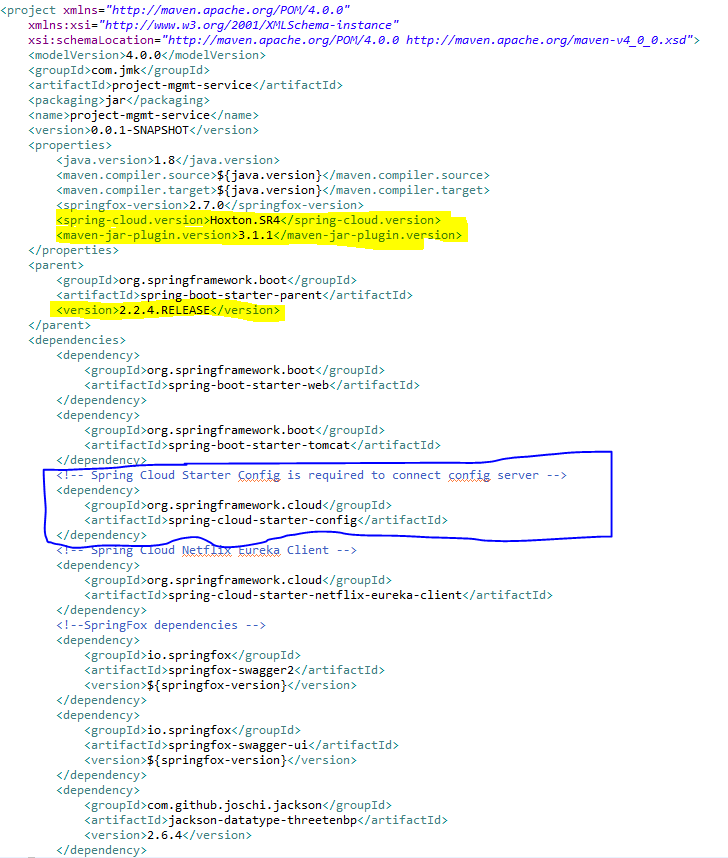 <project xmlns="http://maven.apache.org/POM/4.0.0"
xmlns:xsi="http://www.w3.org/2001/XMLSchema-instance"
xsi:schemaLocation="http://maven.apache.org/POM/4.0.0 http://maven.apache.org/maven-v4_0_0.xsd">
<modelVersion>4.0.0</modelVersion>
<groupId>com.jmk</groupId>
<artifactId>project-mgmt-service</artifactId>
<packaging>jar</packaging>
<name>project-mgmt-service</name>
<version>0.0.1-SNAPSHOT</version>
<properties>
<java.version>1.8</java.version>
<maven.compiler.source>${java.version}</maven.compiler.source>
<maven.compiler.target>${java.version}</maven.compiler.target>
<springfox-version>2.7.0</springfox-version>
<spring-cloud.version>Hoxton.SR4</spring-cloud.version>
<maven-jar-plugin.version>3.1.1</maven-jar-plugin.version>
</properties>
<parent>
<groupId>org.springframework.boot</groupId>
<artifactId>spring-boot-starter-parent</artifactId>
<version>2.2.4.RELEASE</version>
</parent>
<dependencies>
<dependency>
<groupId>org.springframework.boot</groupId>
<artifactId>spring-boot-starter-web</artifactId>
</dependency>
<dependency>
<groupId>org.springframework.boot</groupId>
<artifactId>spring-boot-starter-tomcat</artifactId>
</dependency>
<!-- Spring Cloud Starter Config is required to connect config server -->
<dependency>
<groupId>org.springframework.cloud</groupId>
<artifactId>spring-cloud-starter-config</artifactId>
</dependency>
<!-- Spring Cloud Netflix Eureka Client -->
<dependency>
<groupId>org.springframework.cloud</groupId>
<artifactId>spring-cloud-starter-netflix-eureka-client</artifactId>
</dependency>
<!--SpringFox dependencies -->
<dependency>
<groupId>io.springfox</groupId>
<artifactId>springfox-swagger2</artifactId>
<version>${springfox-version}</version>
</dependency>
<dependency>
<groupId>io.springfox</groupId>
<artifactId>springfox-swagger-ui</artifactId>
<version>${springfox-version}</version>
</dependency>
<dependency>
<groupId>com.github.joschi.jackson</groupId>
<artifactId>jackson-datatype-threetenbp</artifactId>
<version>2.6.4</version>
</dependency>